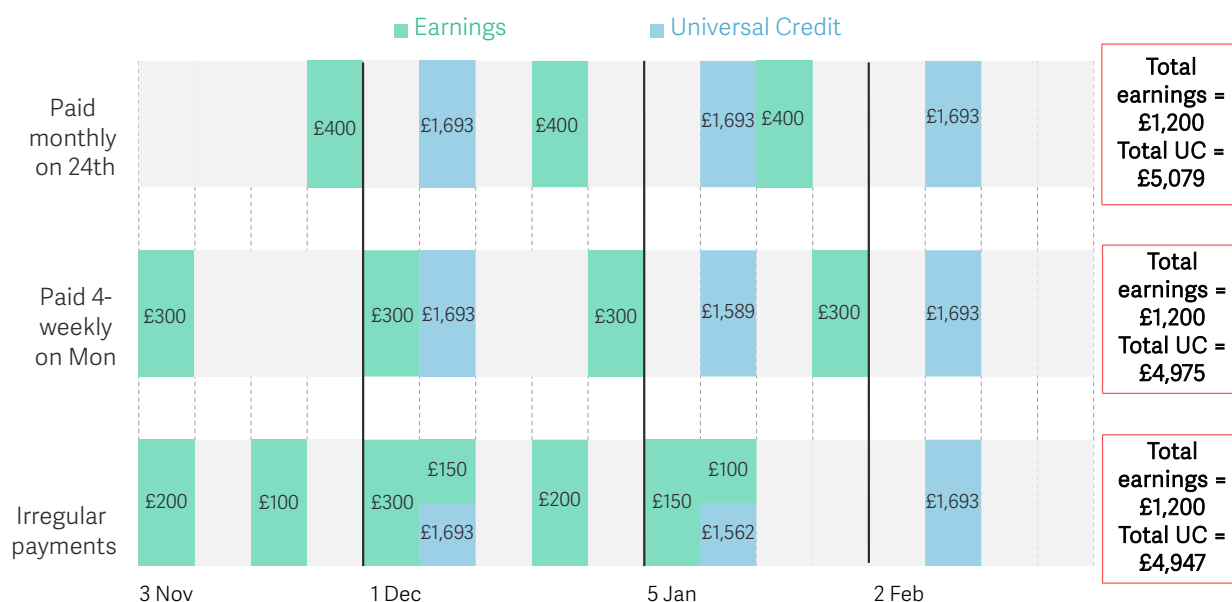 Earnings
Universal Credit
Paid
monthly
on 24th
£400
£1,693
£400
£1,693
£400
£1,693
Total
earnings =
£1,200
Total UC =
£5,079
Paid 4-
weekly
on Mon
£300
£300
£1,693
£300
£1,589
£300
£1,693
Total
earnings =
£1,200
Total UC =
£4,975
Irregular
payments
£200
£100
£300
£150
£1,693
£200
£150
£100
£1,562
£1,693
Total
earnings =
£1,200
Total UC =
£4,947
3 Nov
1 Dec
5 Jan
2 Feb